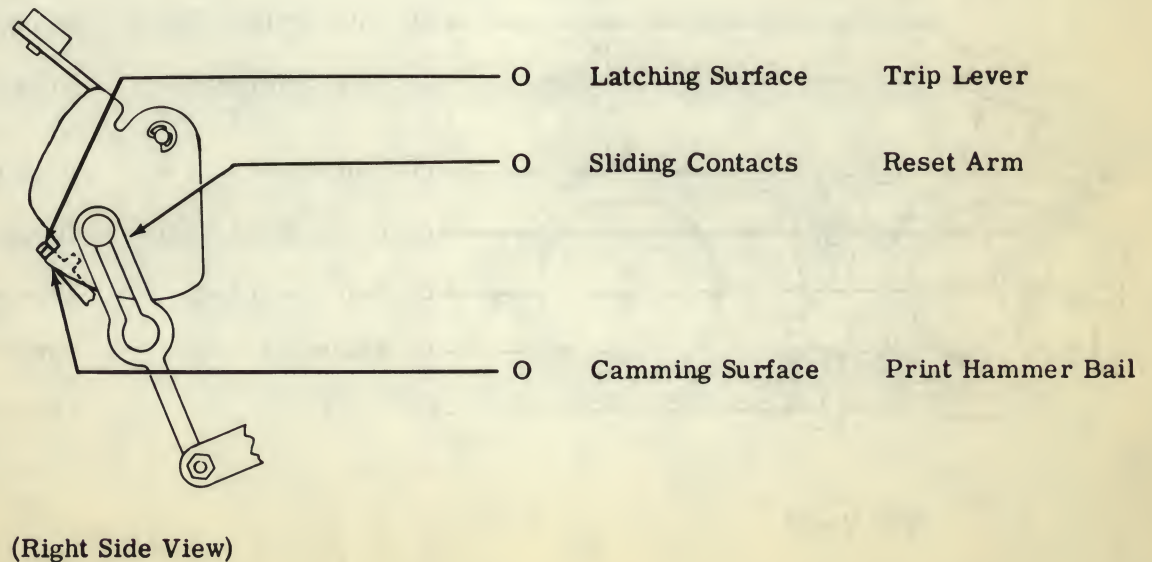 O Latching Surface Trip Lever
O Sliding Contacts Reset Arm
O Camming Surface Print Hammer Bail
(Right Side View)